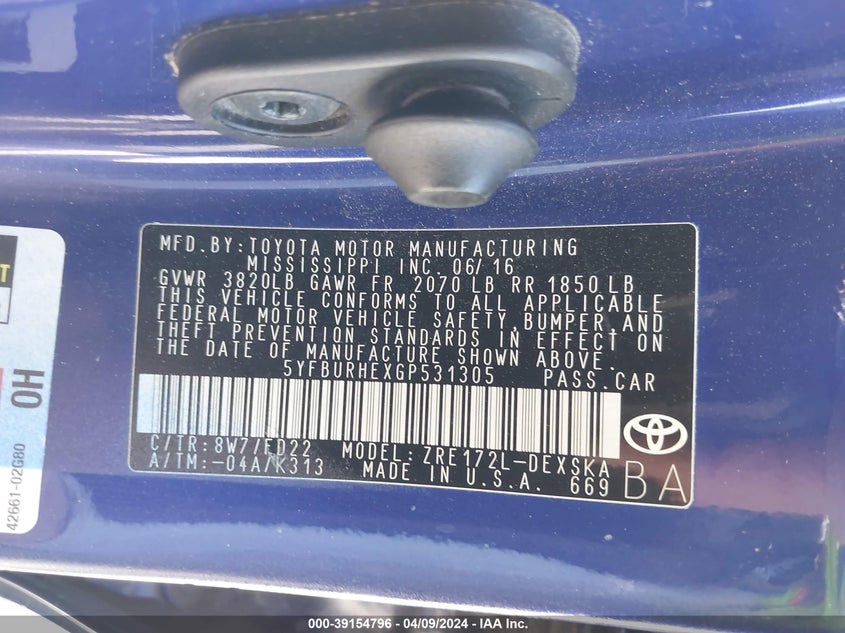 MFD.BY:TOYOTA MOTOR MANUFACTURING
MISSISSIPPI INC. 06/16
GVWR 3820LB GAWR FR 2070 LB RR 1850 LB
THIS VEHICLE CONFORMS TO ALL APPLICABLE
FEDERAL MOTOR VEHICLE SAFETY,BUMPER,AND
THEFT PREVENTION STANDARDS IN EFFECT ON
THE DATE OF MANUFACTURE SHOWN ABOVE.
5YFBURHEXGP531305 PASS.CAR
C/TR:8W7/FD22 MODEL:ZRE172L-DEXSKA
A/TM:-04A/K313 MADE IN U.S.A. 669
BA
OH
42661-02G80
000-39154796 - 04/09/2024 - IAA Inc.